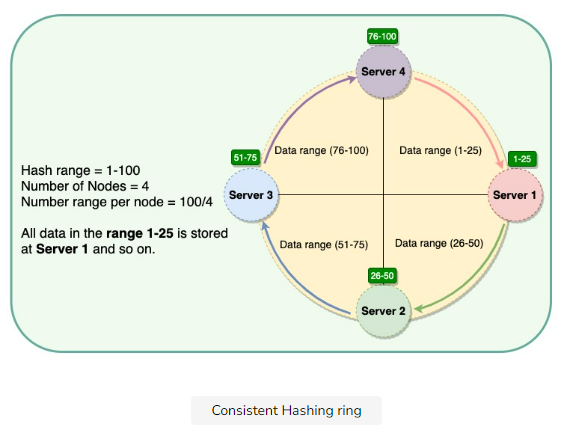 76-100
Server 4
51-75
Data range (76-100)
Data range (1-25)
1-25
Hash range = 1-100
Number of Nodes = 4
Number range per node = 100/4
Server 3
Server 1
All data in the range 1-25 is stored
at Server 1 and so on.
Data range (51-75)
Data range (26-50)
26-50
Server 2
Consistent Hashing ring